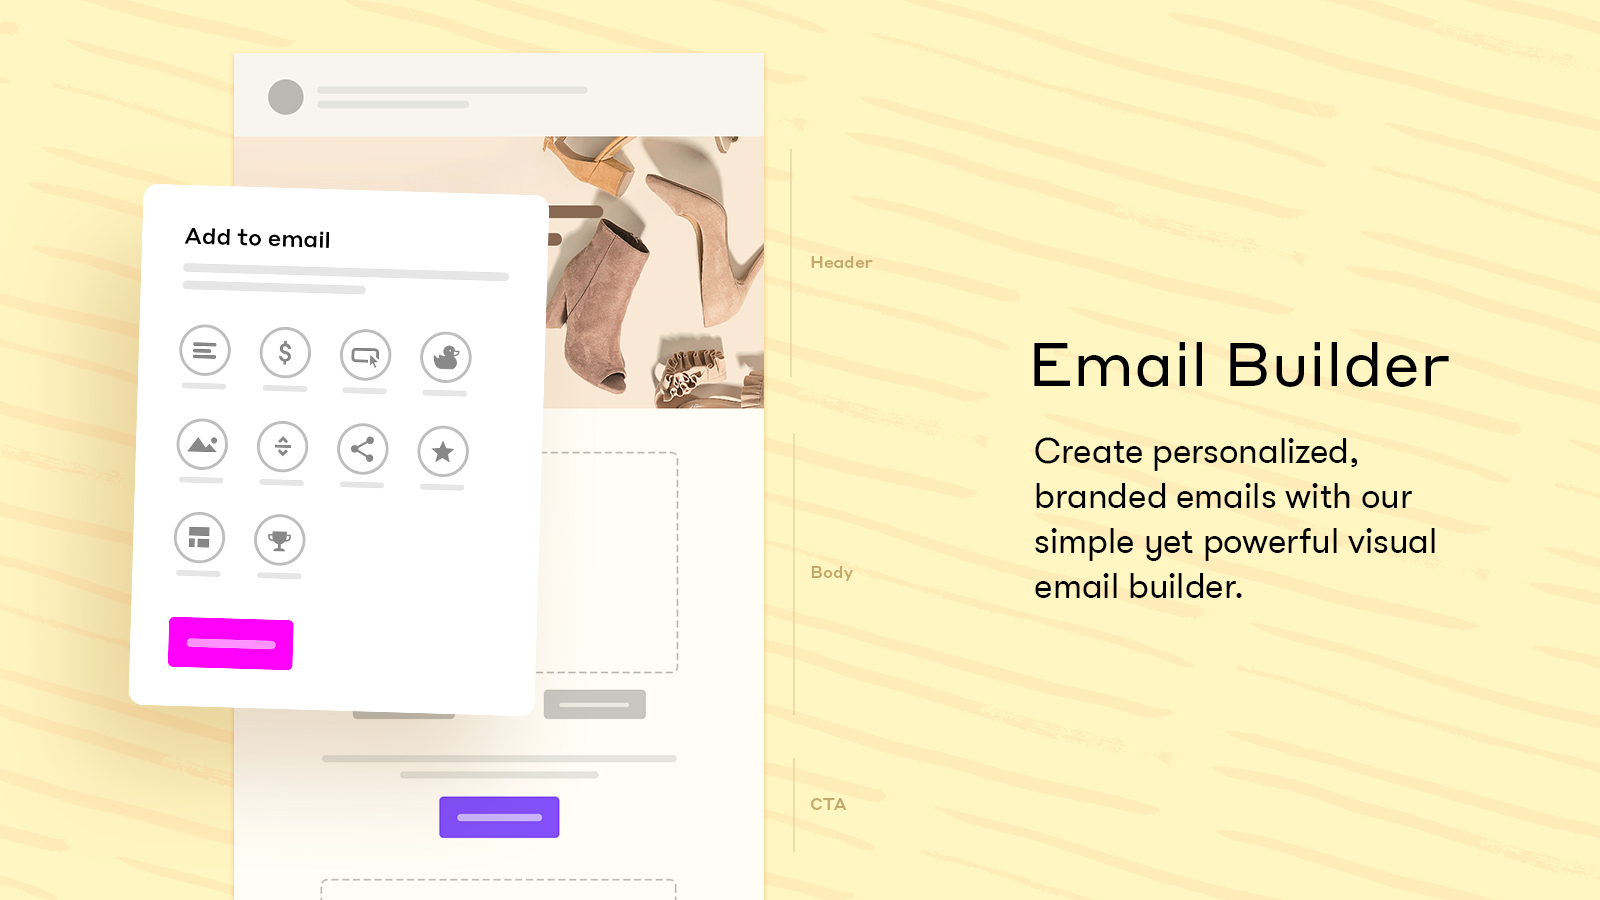 Add to email
Header
Body
CTA
Email Builder
Create personalized,
branded emails with our
simple yet powerful visual
email builder.